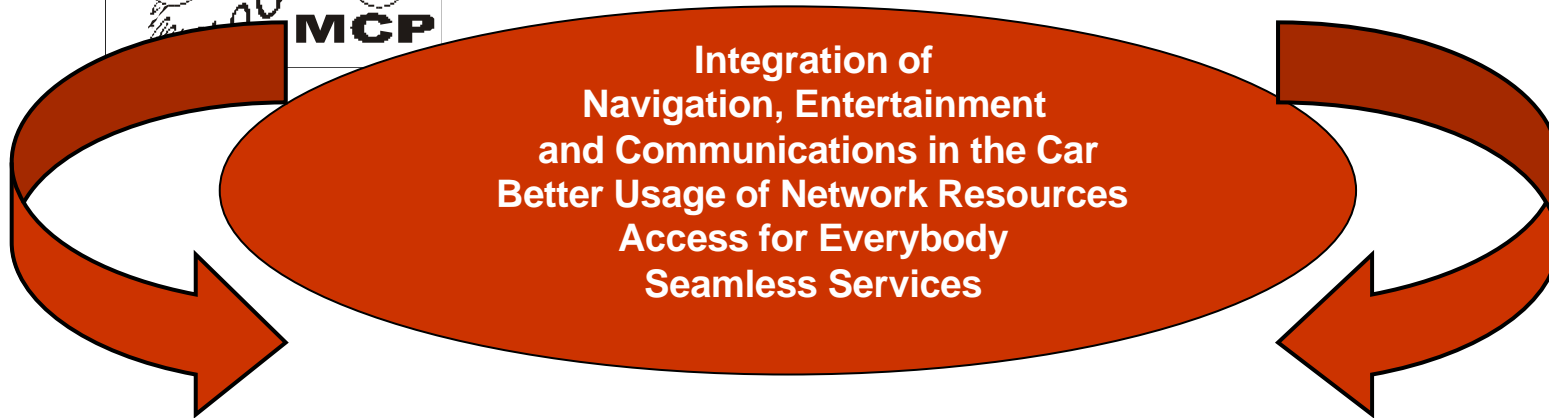 MCP
Integration of
Navigation, Entertainment
and Communications in the Car
Better Usage of Network Resources
Access for Everybody
Seamless Services